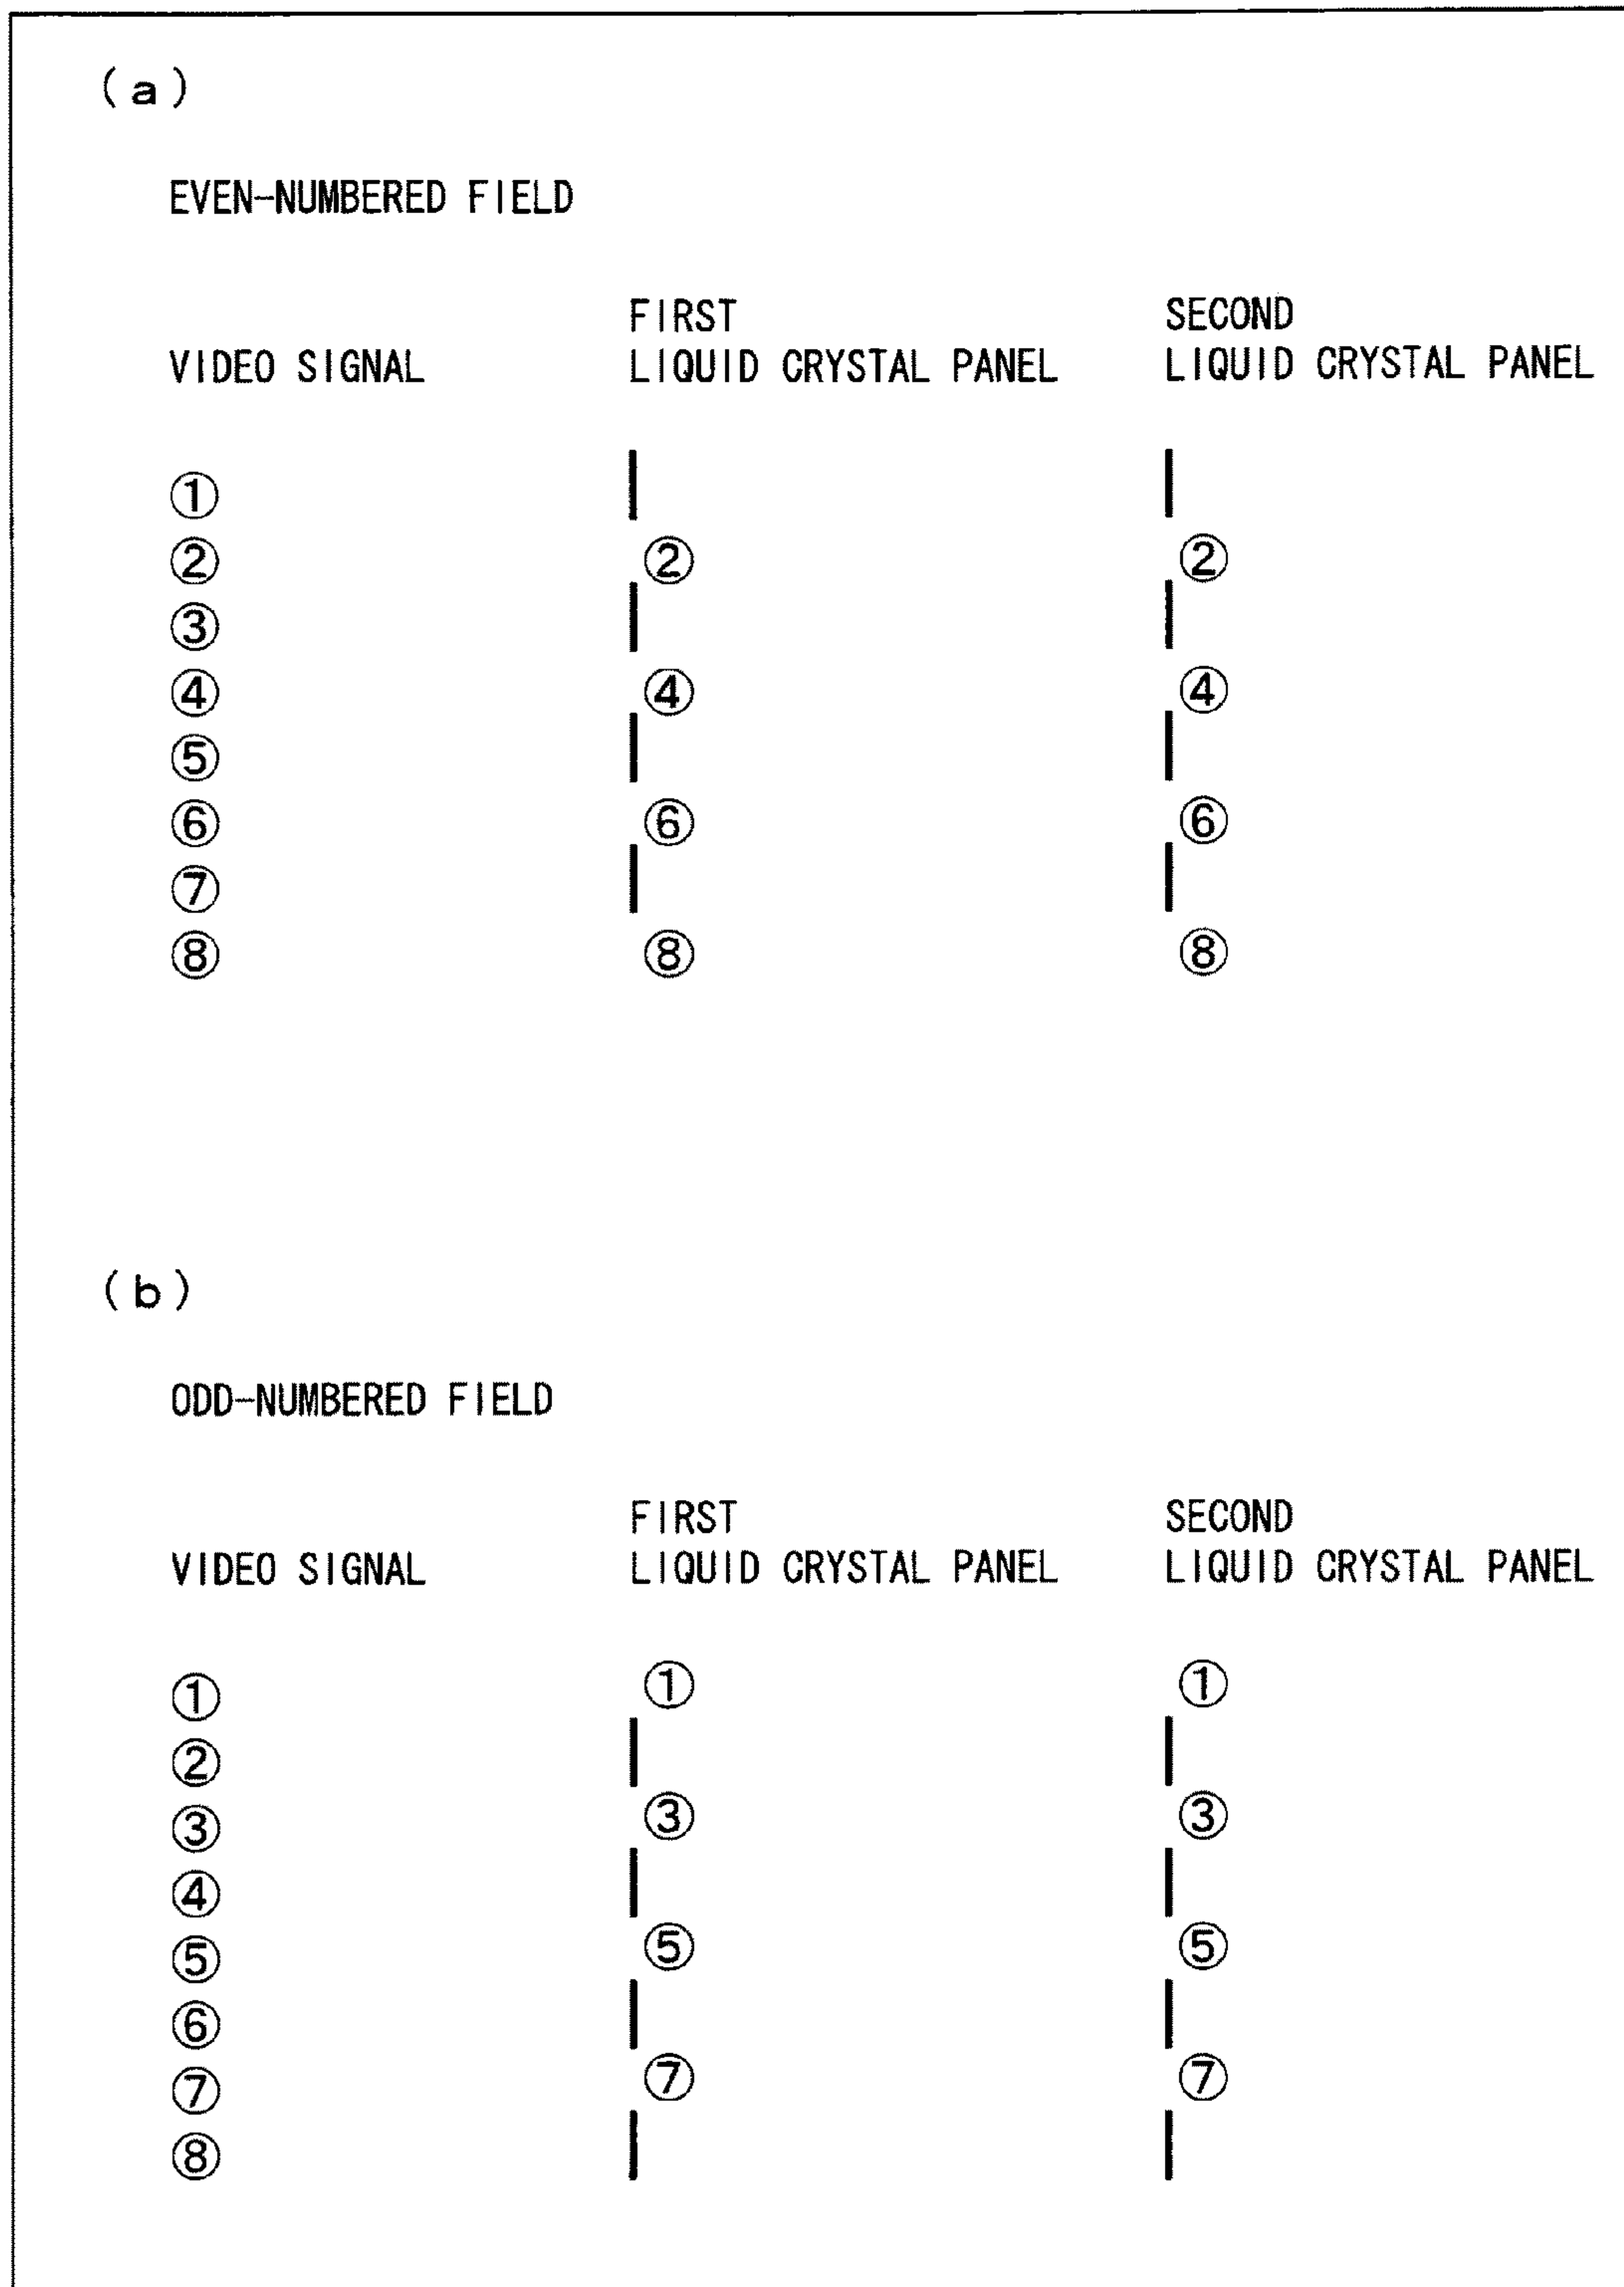 (a)
EVEN-NUMBERED FIELD
FIRST SECOND
VIDEO SIGNAL LIQUID CRYSTAL PANEL LIQUID CRYSTAL PANEL
①
② ② ②
③
④ ④ ④
⑤
⑥ ⑥ ⑥
⑦
⑧ ⑧ ⑧
(b)
ODD-NUMBERED FIELD
FIRST SECOND
VIDEO SIGNAL LIQUID CRYSTAL PANEL LIQUID CRYSTAL PANEL
① ① ①
②
③ ③ ③
④
⑤ ⑤ ⑤
⑥
⑦ ⑦ ⑦
⑧